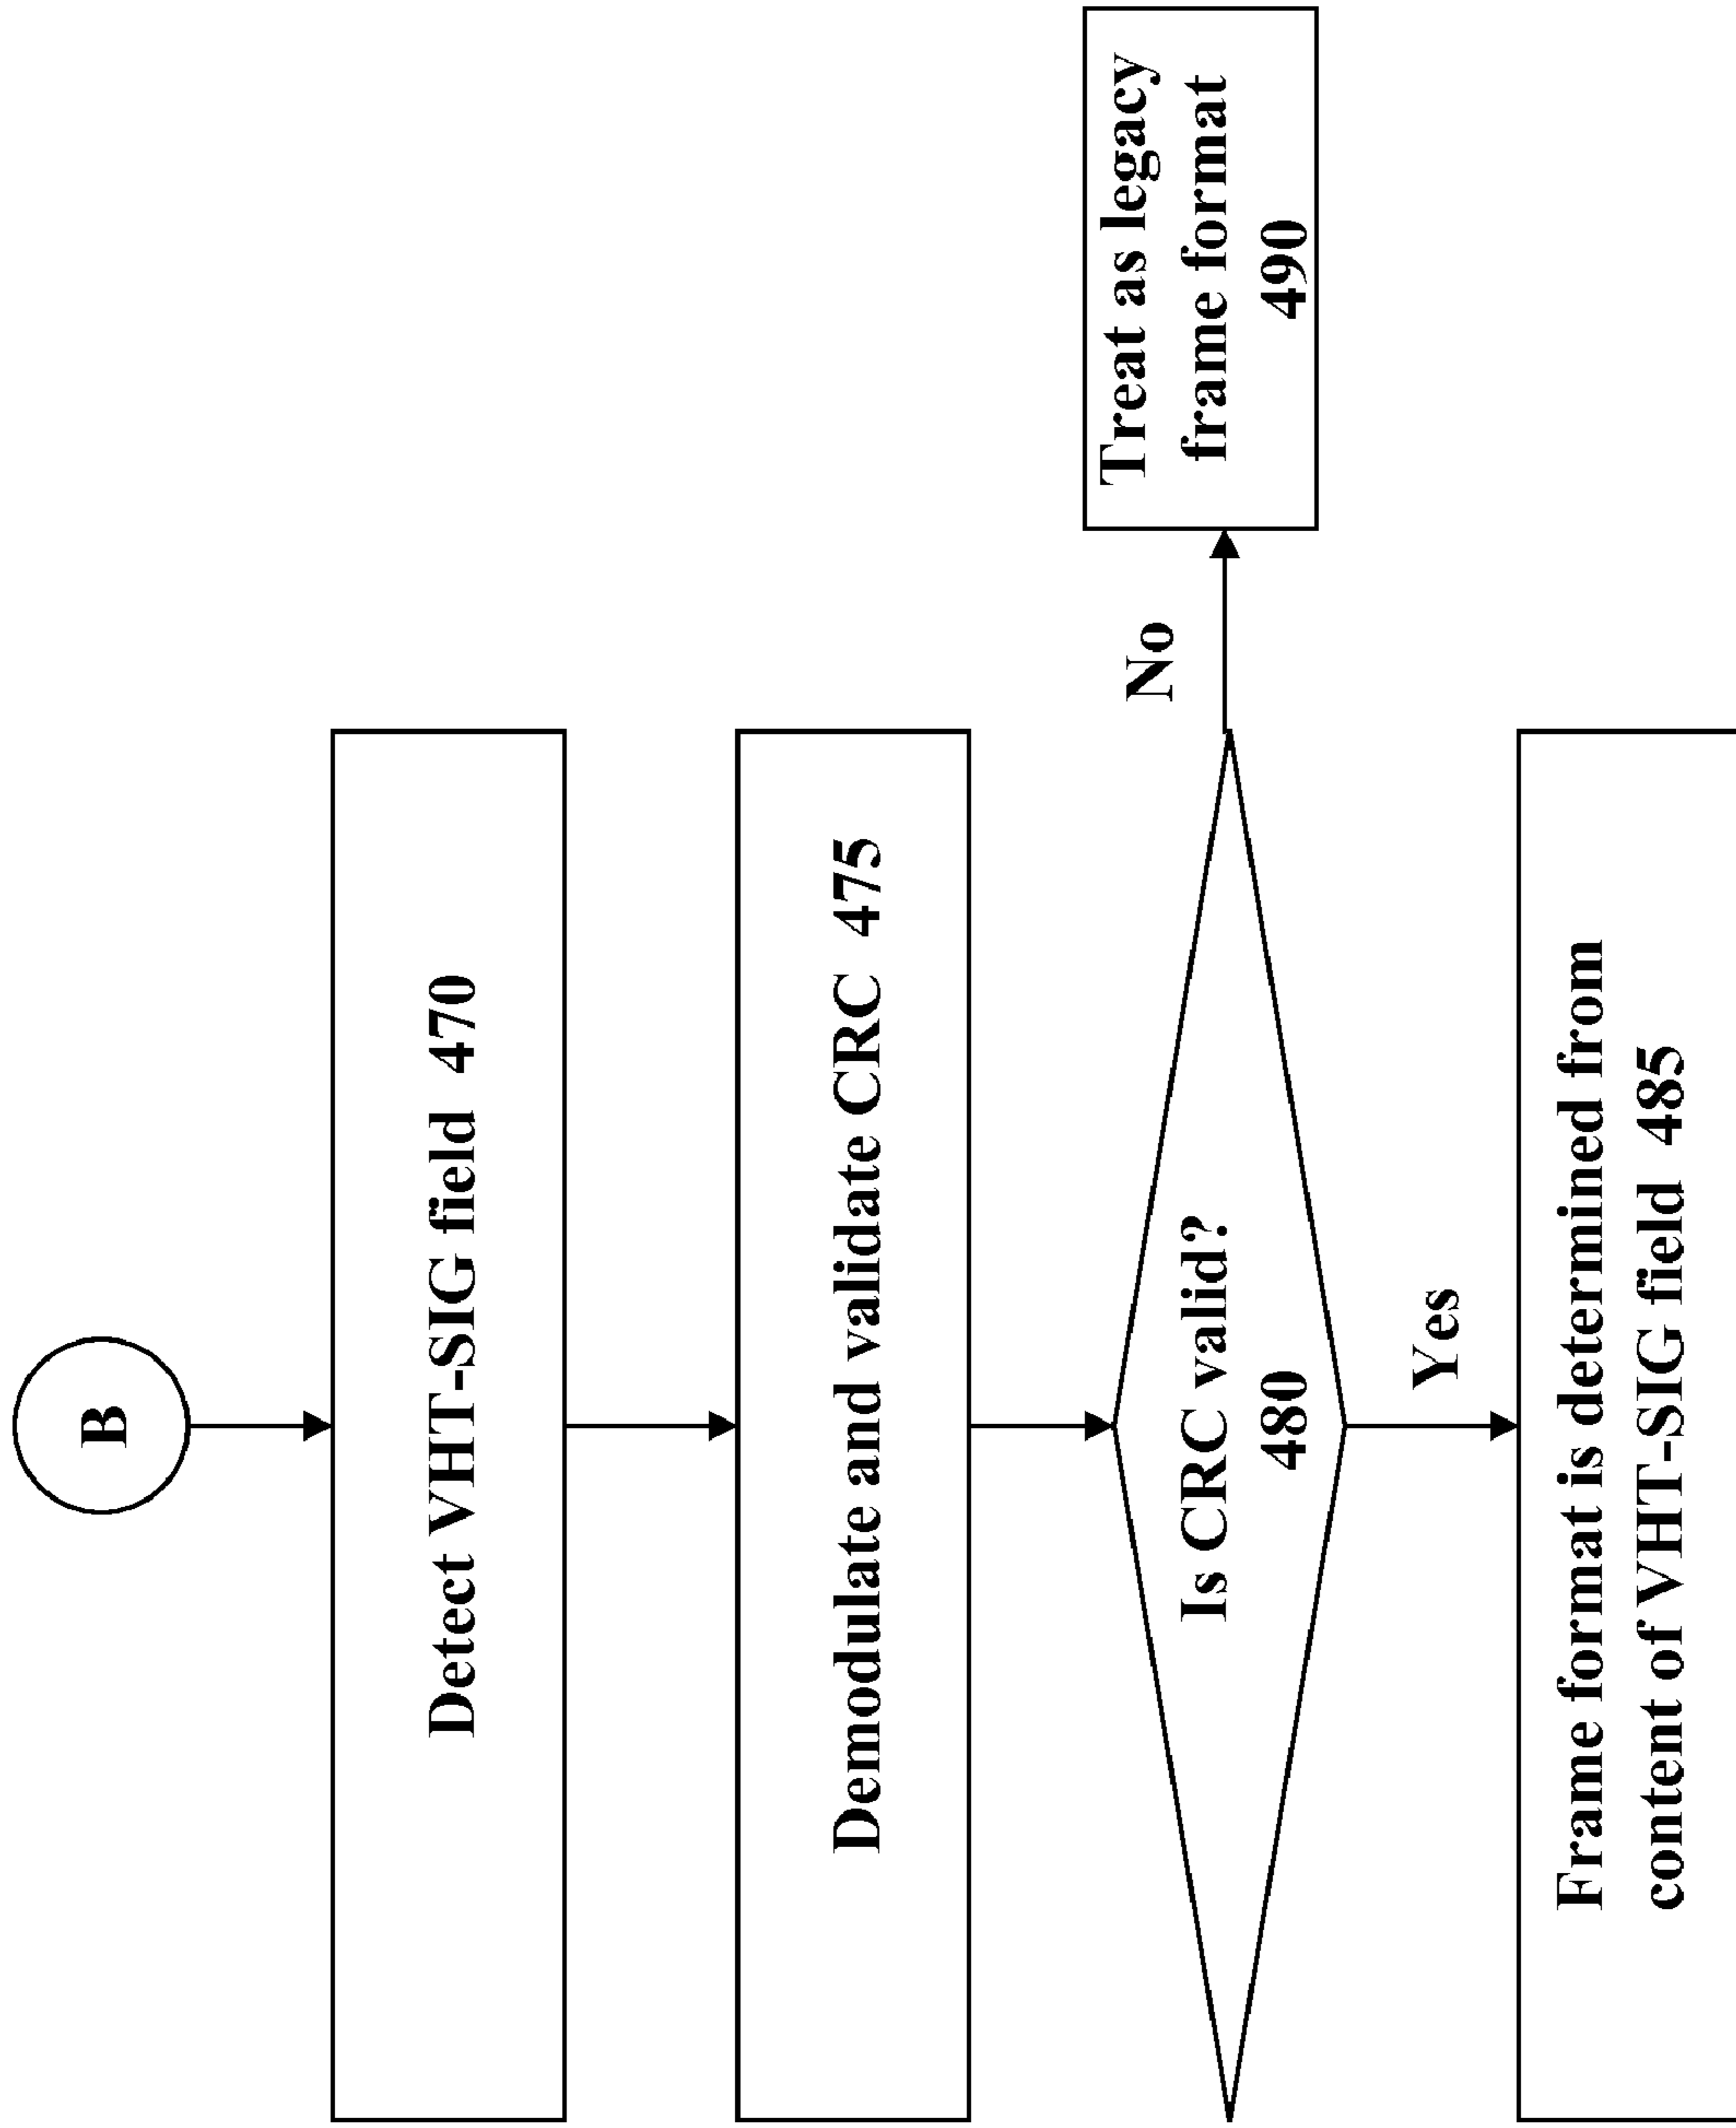 B
Detect VHT-SIG field 470
Demodulate and validate CRC 475
Is CRC valid?
480
No
Treat as legacy
frame format
490
Yes
Frame format is determined from
content of VHT-SIG field 485